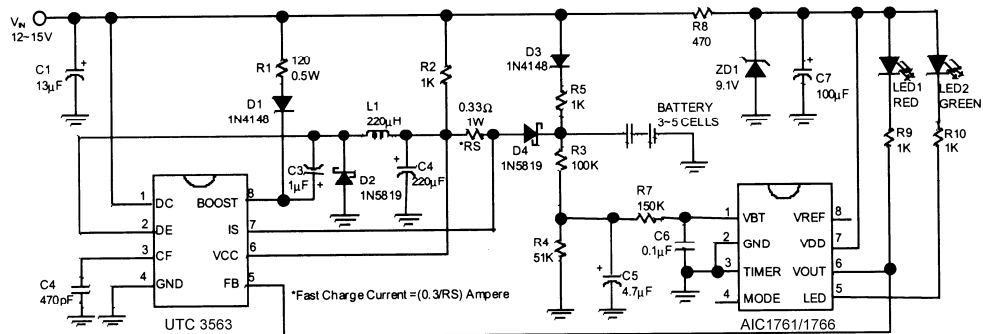 VIN
12~15V
C1
13µF
R1
120
0.5W
D1
1N4148
L1
220µH
R2
1K
0.33Ω
1W
*RS
D3
1N4148
R5
1K
BATTERY
3~5 CELLS
R8
470
ZD1
9.1V
C7
100µF
LED1
RED
LED2
GREEN
R9
1K
R10
1K
C3
1µF
D2
1N5819
C4
220µF
D4
1N5819
R3
100K
R7
150K
C6
0.1µF
R4
51K
C5
4.7µF
C4
470pF
1 DC BOOST 8
2 DE IS 7
3 CF VCC 6
4 GND FB 5
UTC 3563
*Fast Charge Current =(0.3/RS) Ampere
1 VBT VREF 8
2 GND VDD 7
3 TIMER VOUT 6
4 MODE LED 5
AIC1761/1766